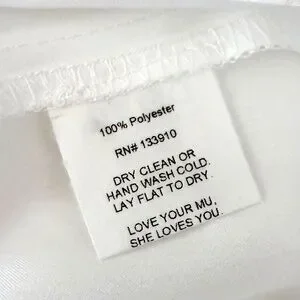 100% Polyester
RN# 133910
DRY CLEAN OR
HAND WASH COLD.
LAY FLAT TO DRY.
LOVE YOUR MU,
SHE LOVES YOU.